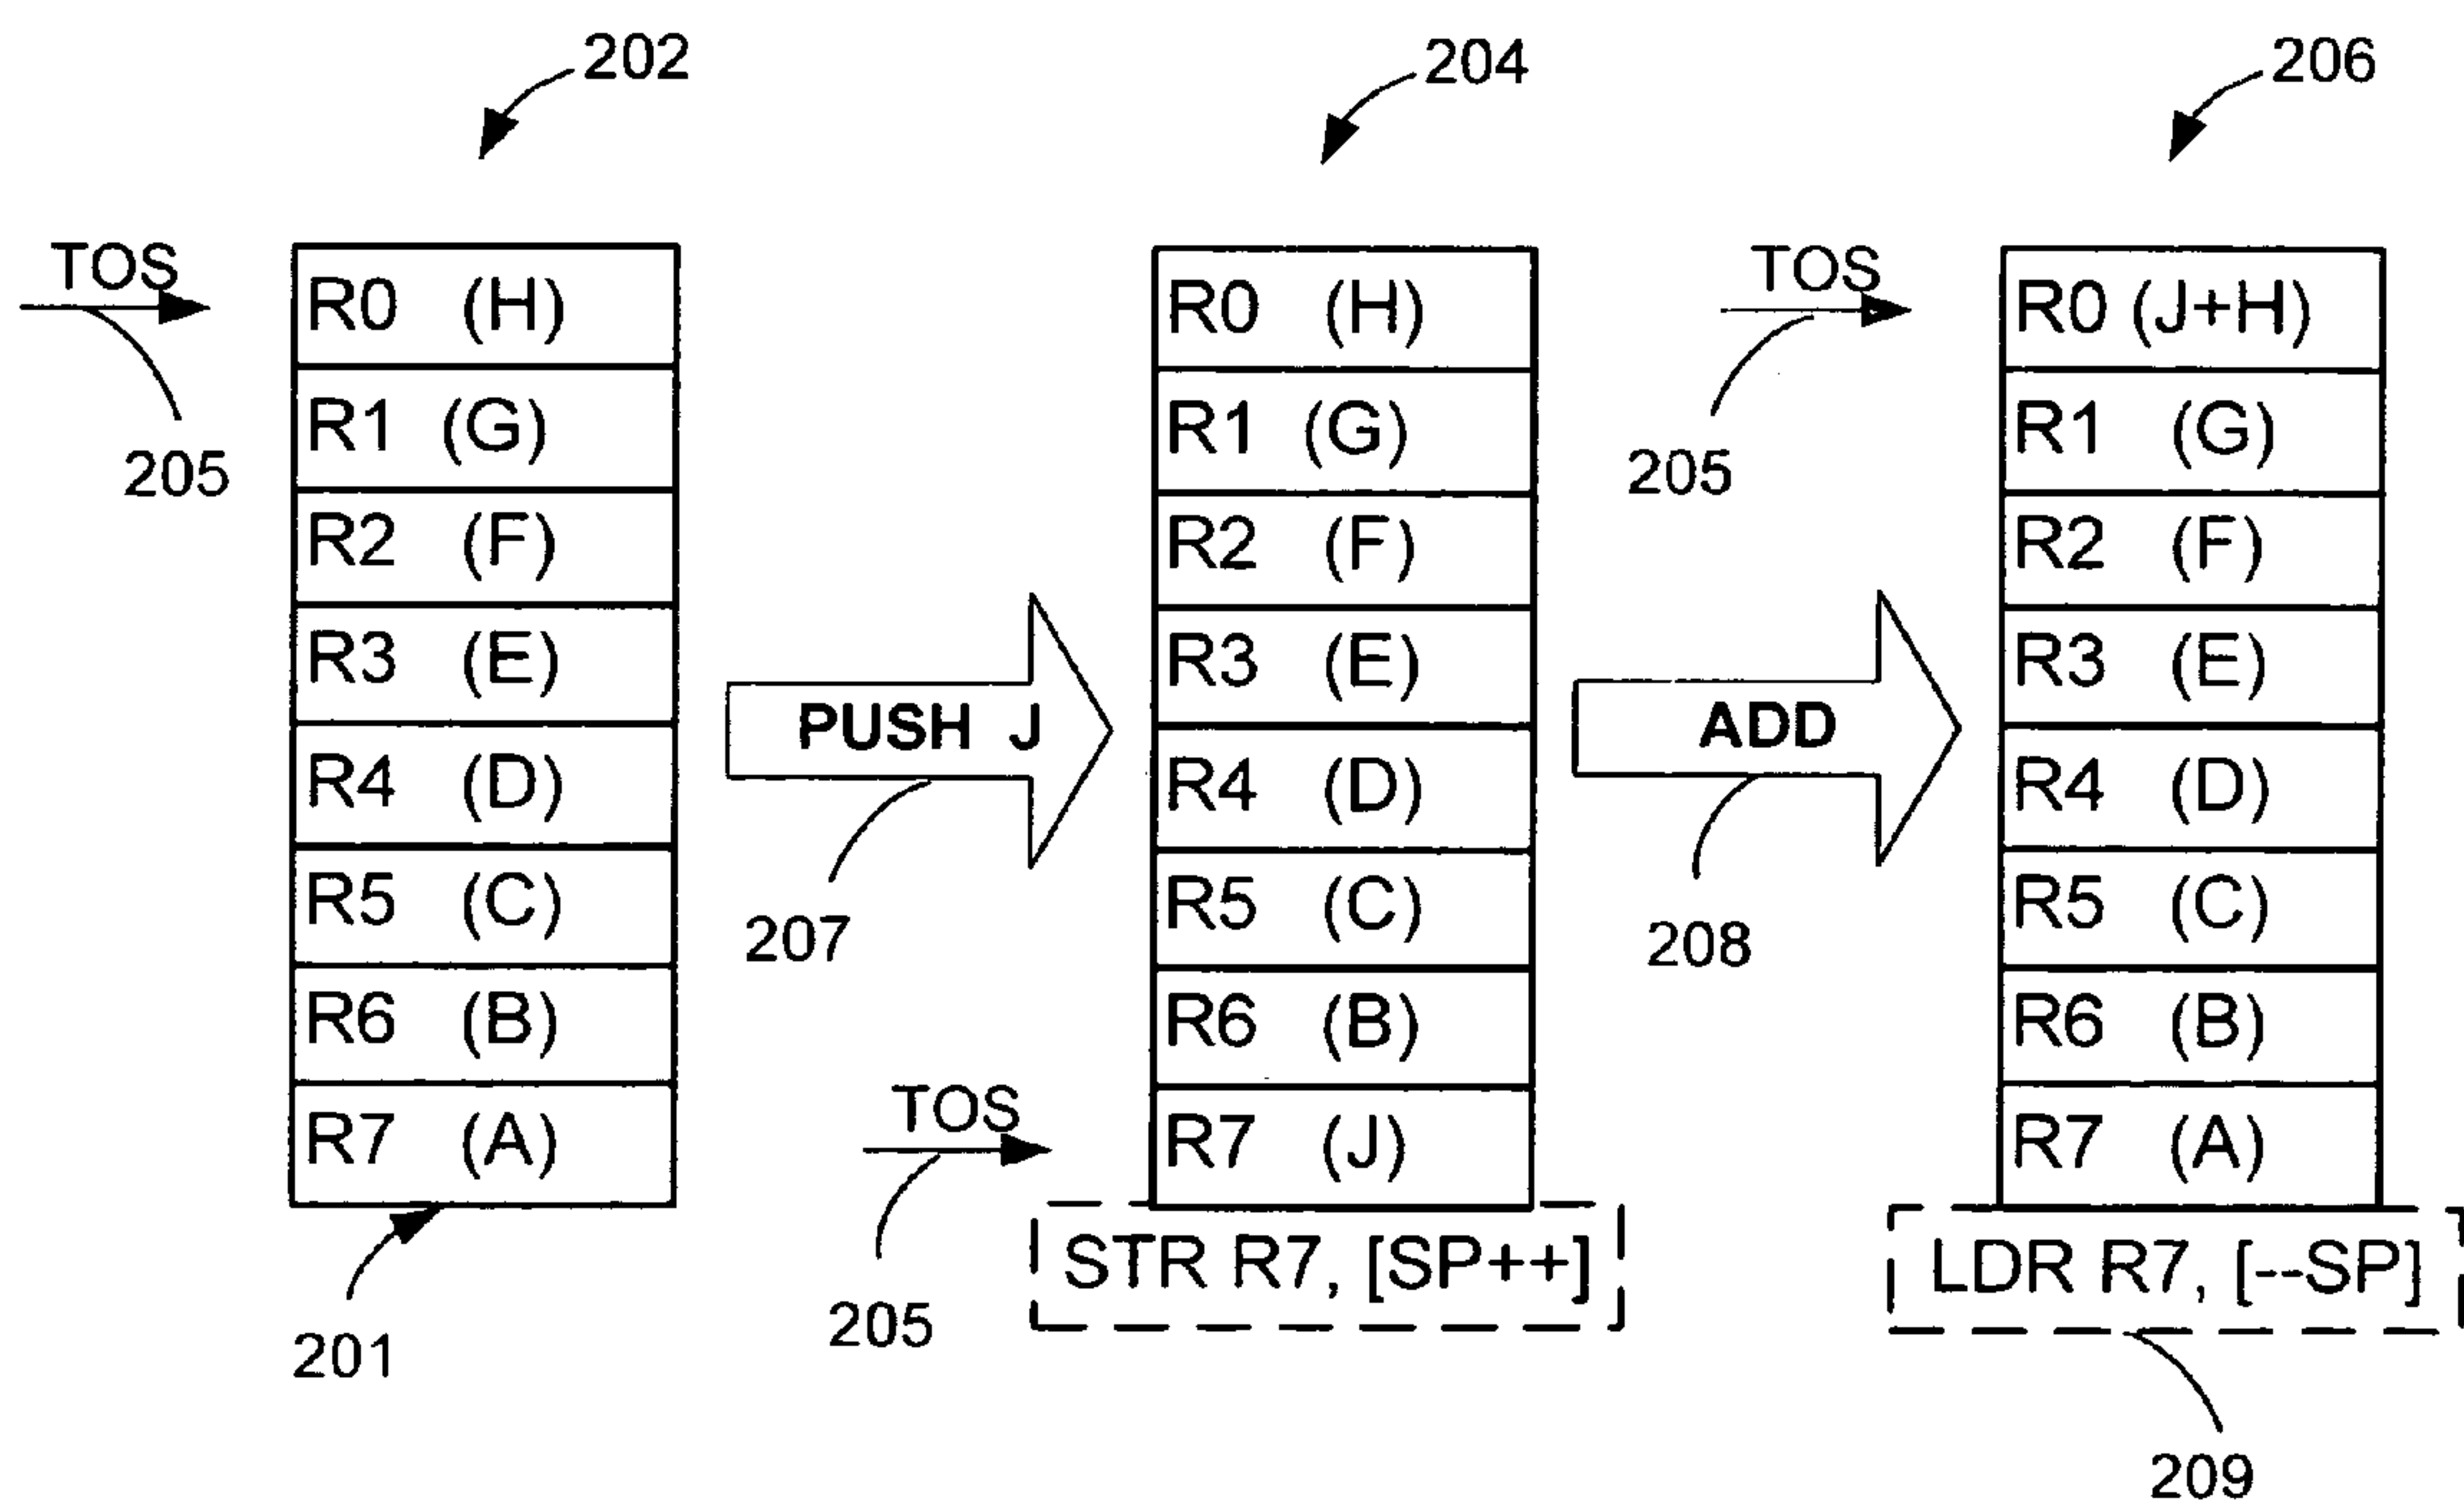 202
204
206
TOS
205
R0 (H)
R1 (G)
R2 (F)
R3 (E)
R4 (D)
R5 (C)
R6 (B)
R7 (A)
201
PUSH J
207
R0 (H)
R1 (G)
R2 (F)
R3 (E)
R4 (D)
R5 (C)
R6 (B)
R7 (J)
TOS
205
STR R7, [SP++]
ADD
208
TOS
205
R0 (J+H)
R1 (G)
R2 (F)
R3 (E)
R4 (D)
R5 (C)
R6 (B)
R7 (A)
LDR R7, [--SP]
209